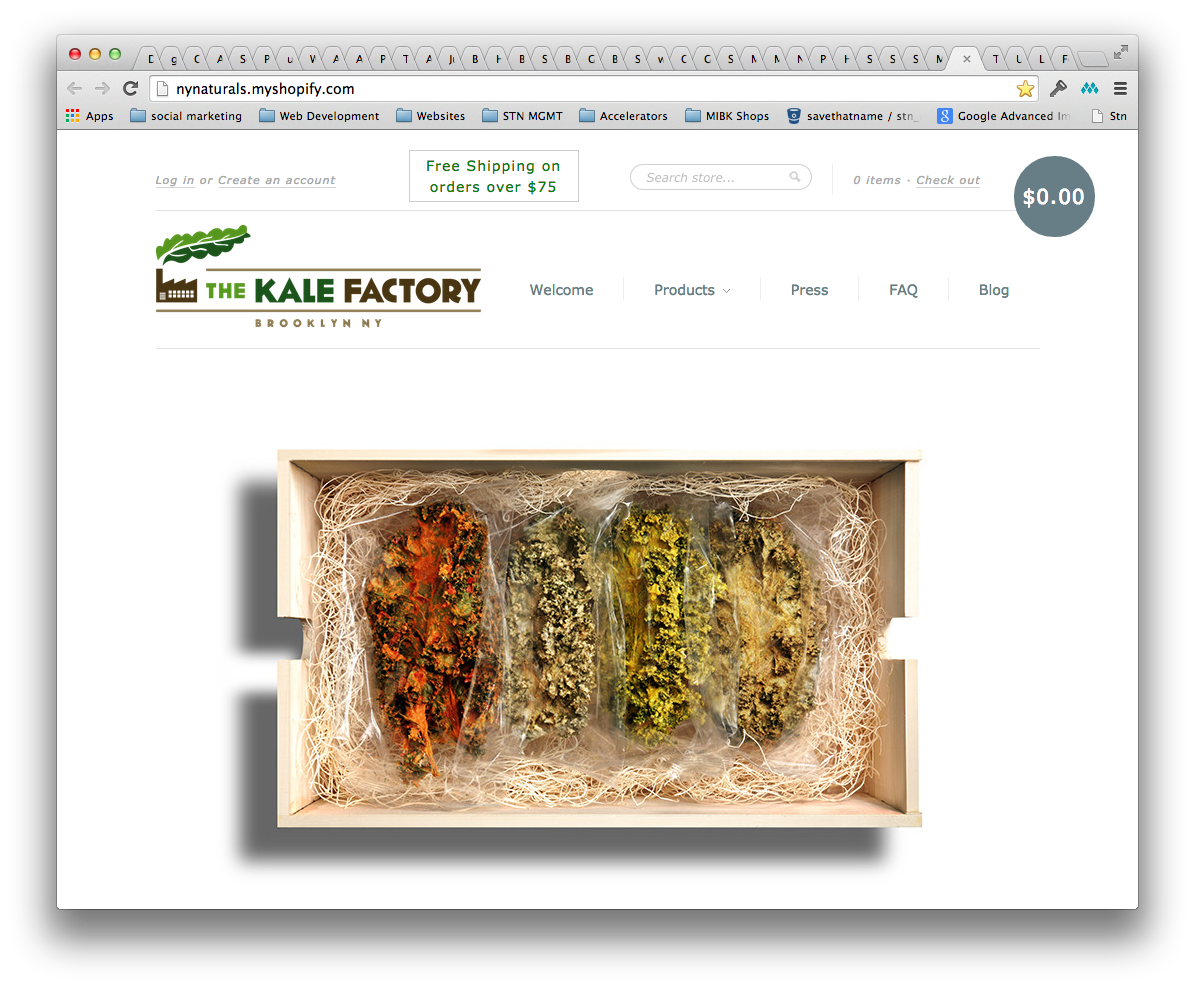 D g C A S P u W A A P T A Ju B H B S B C B S w C C S M M N P H S S S M × T U L F
nynaturals.myshopify.com
Apps social marketing Web Development Websites STN MGMT Accelerators MIBK Shops savethatname / stn_ Google Advanced Im Stn
Log in or Create an account
Free Shipping on
orders over $75
Search store...
0 items · Check out
$0.00
THE KALE FACTORY
BROOKLYN NY
Welcome Products Press FAQ Blog